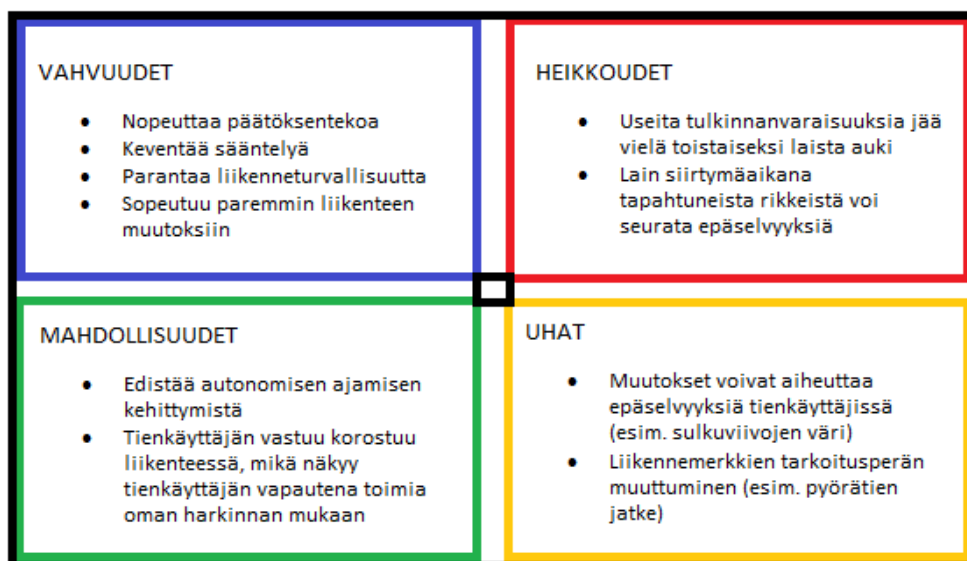 VAHVUUDET
• Nopeuttaa päätöksentekoa
• Keventää sääntelyä
• Parantaa liikenneturvallisuutta
• Sopeutuu paremmin liikenteen
muutoksiin
HEIKKOUDET
• Useita tulkinnanvaraisuuksia jää
vielä toistaiseksi laista auki
• Lain siirtymäaikana
tapahtuneista rikkeistä voi
seurata epäselvyyksiä
MAHDOLLISUUDET
• Edistää autonomisen ajamisen
kehittymistä
• Tienkäyttäjän vastuu korostuu
liikenteessä, mikä näkyy
tienkäyttäjän vapautena toimia
oman harkinnan mukaan
UHAT
• Muutokset voivat aiheuttaa
epäselvyyksiä tienkäyttäjissä
(esim. sulkuviivojen väri)
• Liikennemerkkien tarkoitusperän
muuttuminen (esim. pyörätien
jatke)